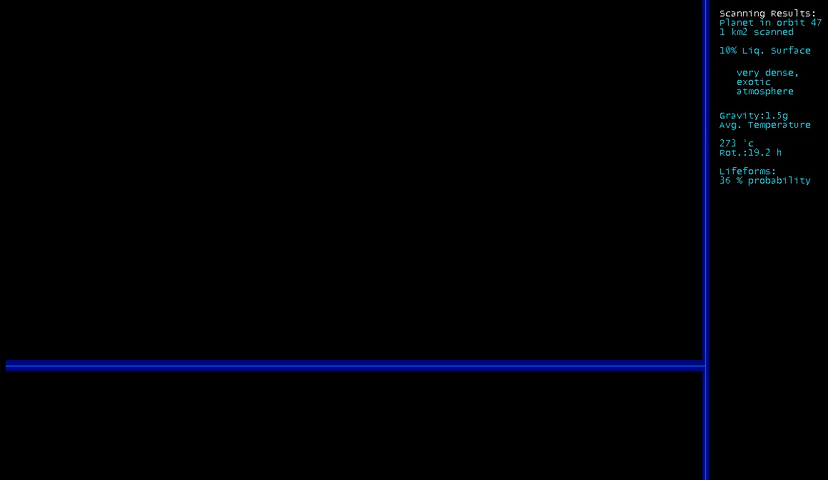 Scanning Results:
Planet in orbit 47
1 km2 scanned
10% Liq. Surface
very dense,
exotic
atmosphere
Gravity:1.5g
Avg. Temperature
273 °c
Rot.:19.2 h
Lifeforms:
36 % probability